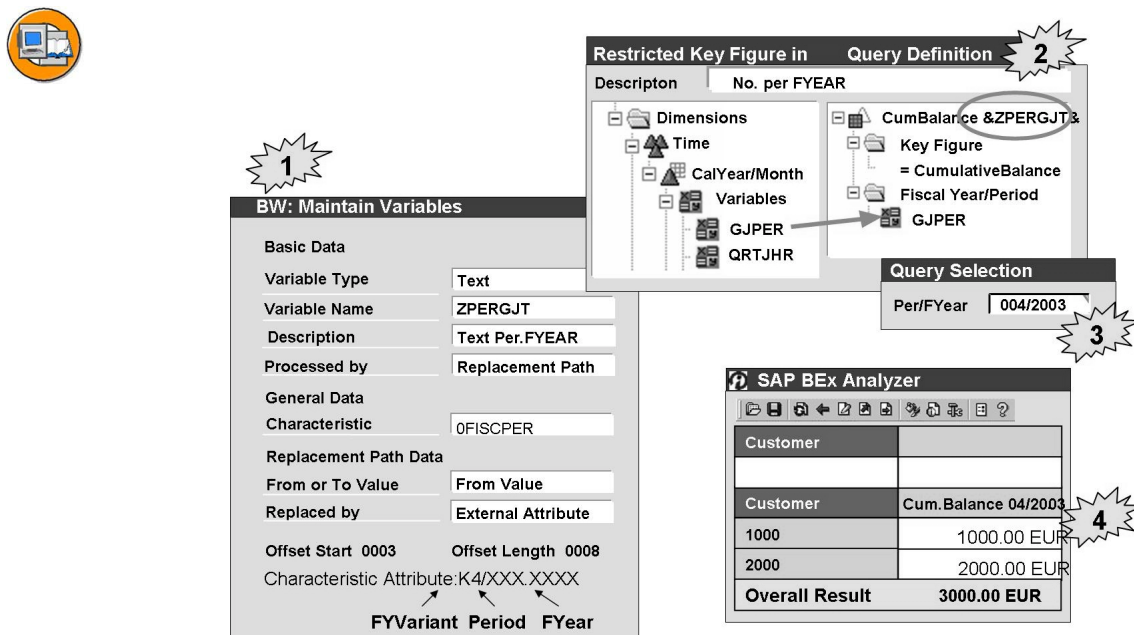 1
BW: Maintain Variables
Basic Data
Variable Type Text
Variable Name ZPERGJT
Description Text Per.FYEAR
Processed by Replacement Path
General Data
Characteristic 0FISCPER
Replacement Path Data
From or To Value From Value
Replaced by External Attribute
Offset Start 0003 Offset Length 0008
Characteristic Attribute:K4/XXX.XXXX
FYVariant Period FYear
2
Restricted Key Figure in Query Definition
Descripton No. per FYEAR
Dimensions
Time
CalYear/Month
Variables
GJPER
QRTJHR
CumBalance &ZPERGJT&
Key Figure
= CumulativeBalance
Fiscal Year/Period
GJPER
Query Selection
Per/FYear 004/2003
3
SAP BEx Analyzer
Customer
Customer Cum.Balance 04/2003
1000 1000.00 EUR
2000 2000.00 EUR
Overall Result 3000.00 EUR
4